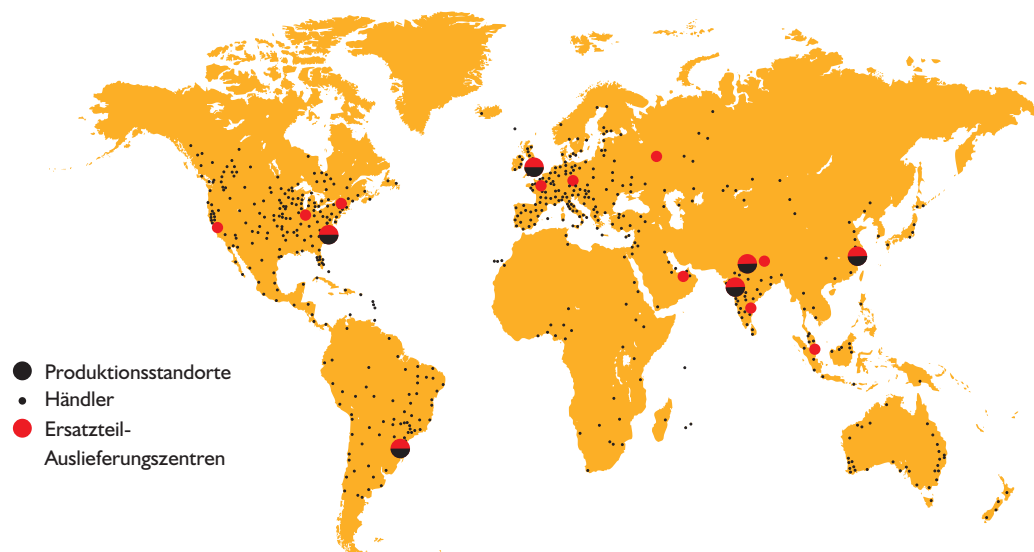 Produktionsstandorte
Händler
Ersatzteil-
Auslieferungszentren